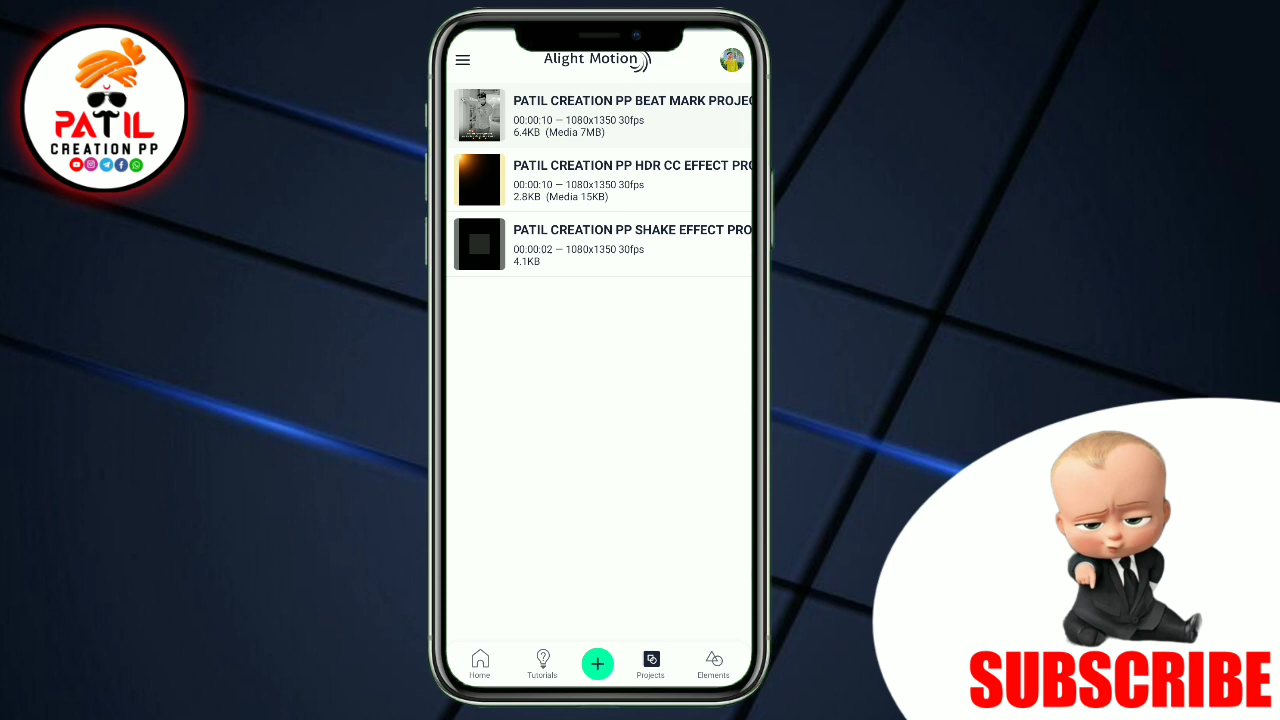 PATIL
CREATION PP
Alight Motion
PATIL CREATION PP BEAT MARK PROJEC
00:00:10 — 1080x1350 30fps
6.4KB (Media 7MB)
PATIL CREATION PP HDR CC EFFECT PRO
00:00:10 — 1080x1350 30fps
2.8KB (Media 15KB)
PATIL CREATION PP SHAKE EFFECT PRO
00:00:02 — 1080x1350 30fps
4.1KB
Home
Tutorials
Projects
Elements
SUBSCRIBE